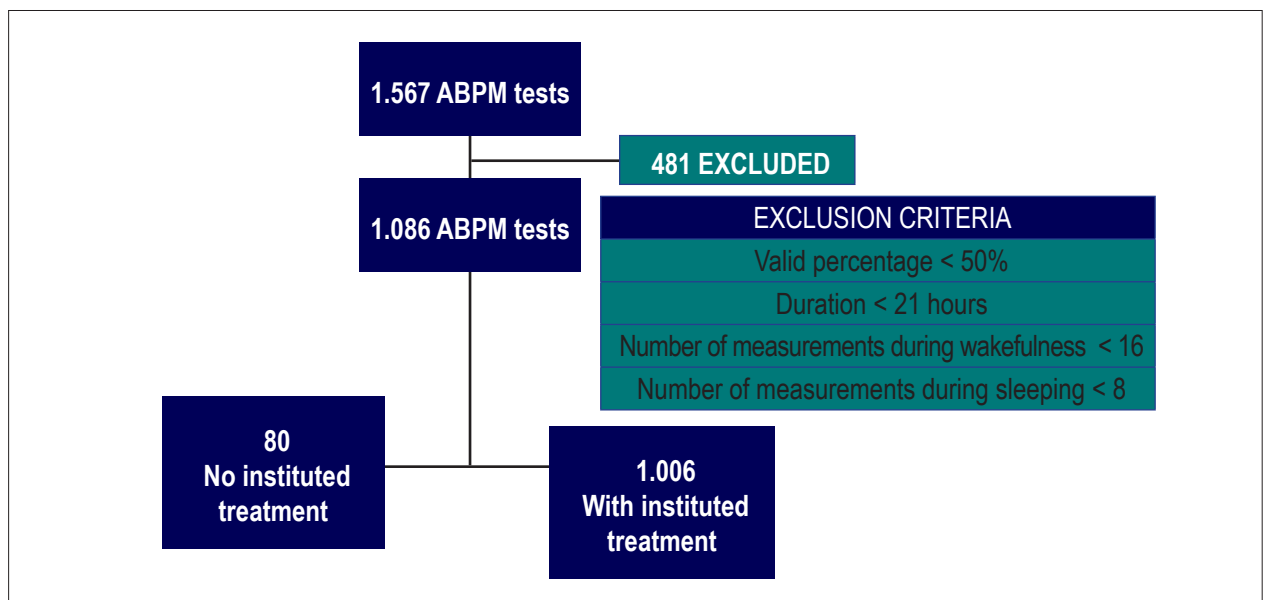 1.567 ABPM tests
481 EXCLUDED
1.086 ABPM tests
EXCLUSION CRITERIA
Valid percentage < 50%
Duration < 21 hours
Number of measurements during wakefulness < 16
Number of measurements during sleeping < 8
80
No instituted
treatment
1.006
With instituted
treatment